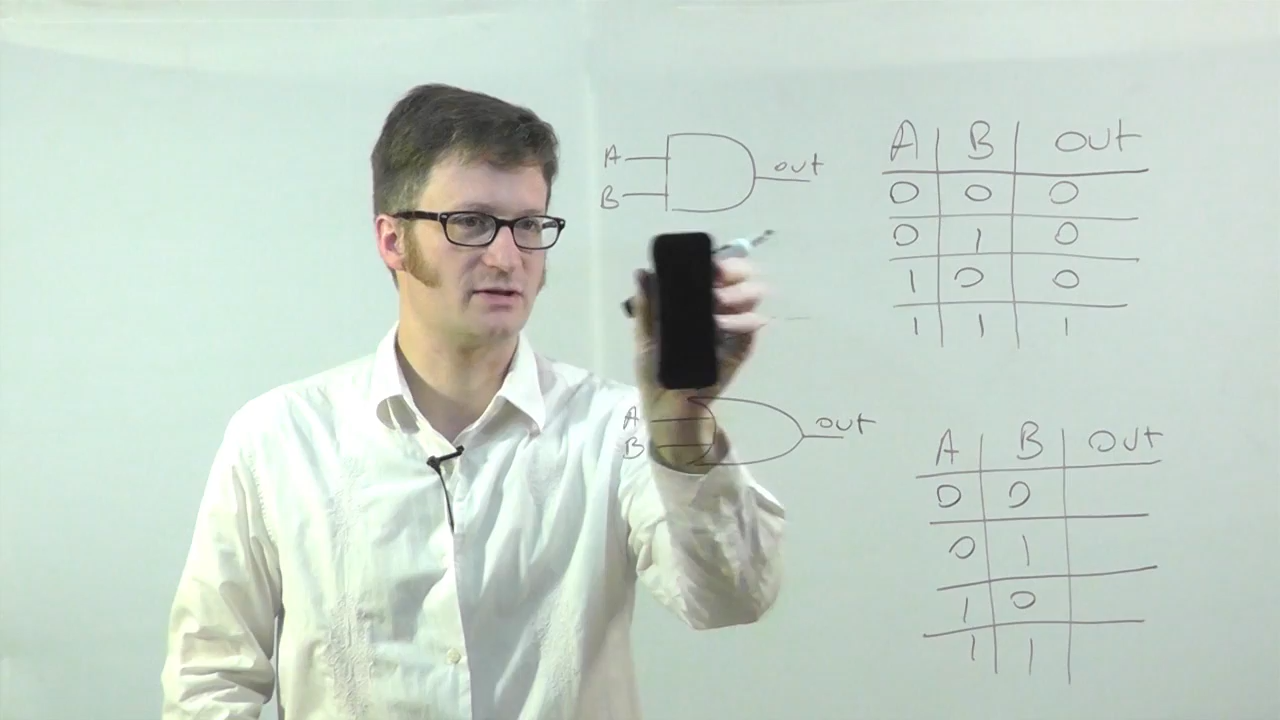 A out
B
A B out
0 0 0
0 1 0
1 0 0
1 1 1
A out
B
A B out
0 0
0 1
1 0
1 1